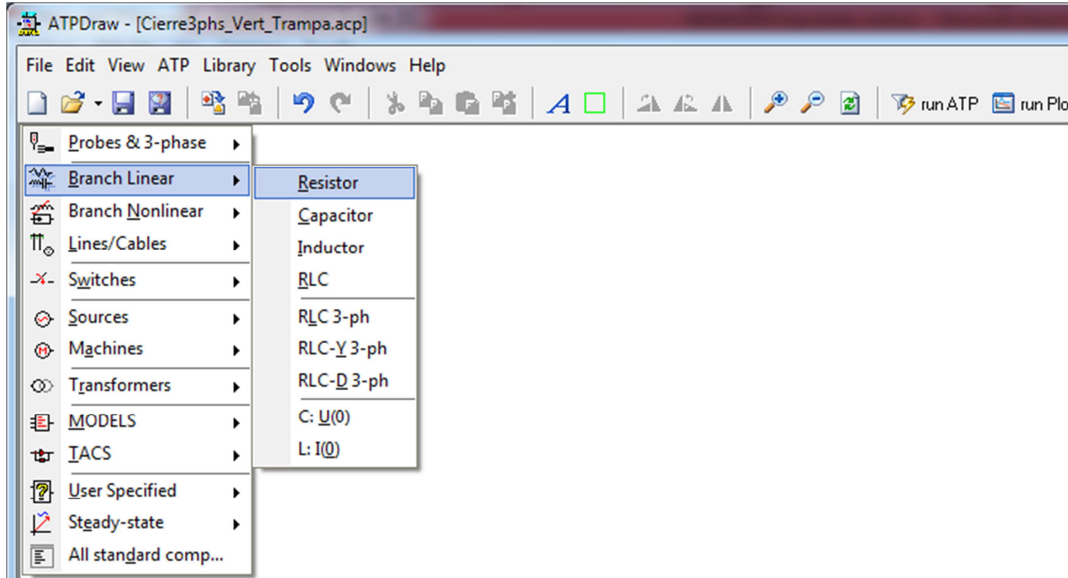 ATPDraw - [Cierre3phs_Vert_Trampa.acp]
File Edit View ATP Library Tools Windows Help
A run ATP run Plo
Probes & 3-phase
Branch Linear
Branch Nonlinear
Lines/Cables
Switches
Sources
Machines
Transformers
MODELS
TACS
User Specified
Steady-state
All standard comp...
Resistor
Capacitor
Inductor
RLC
RLC 3-ph
RLC-Y 3-ph
RLC-D 3-ph
C: U(0)
L: I(0)